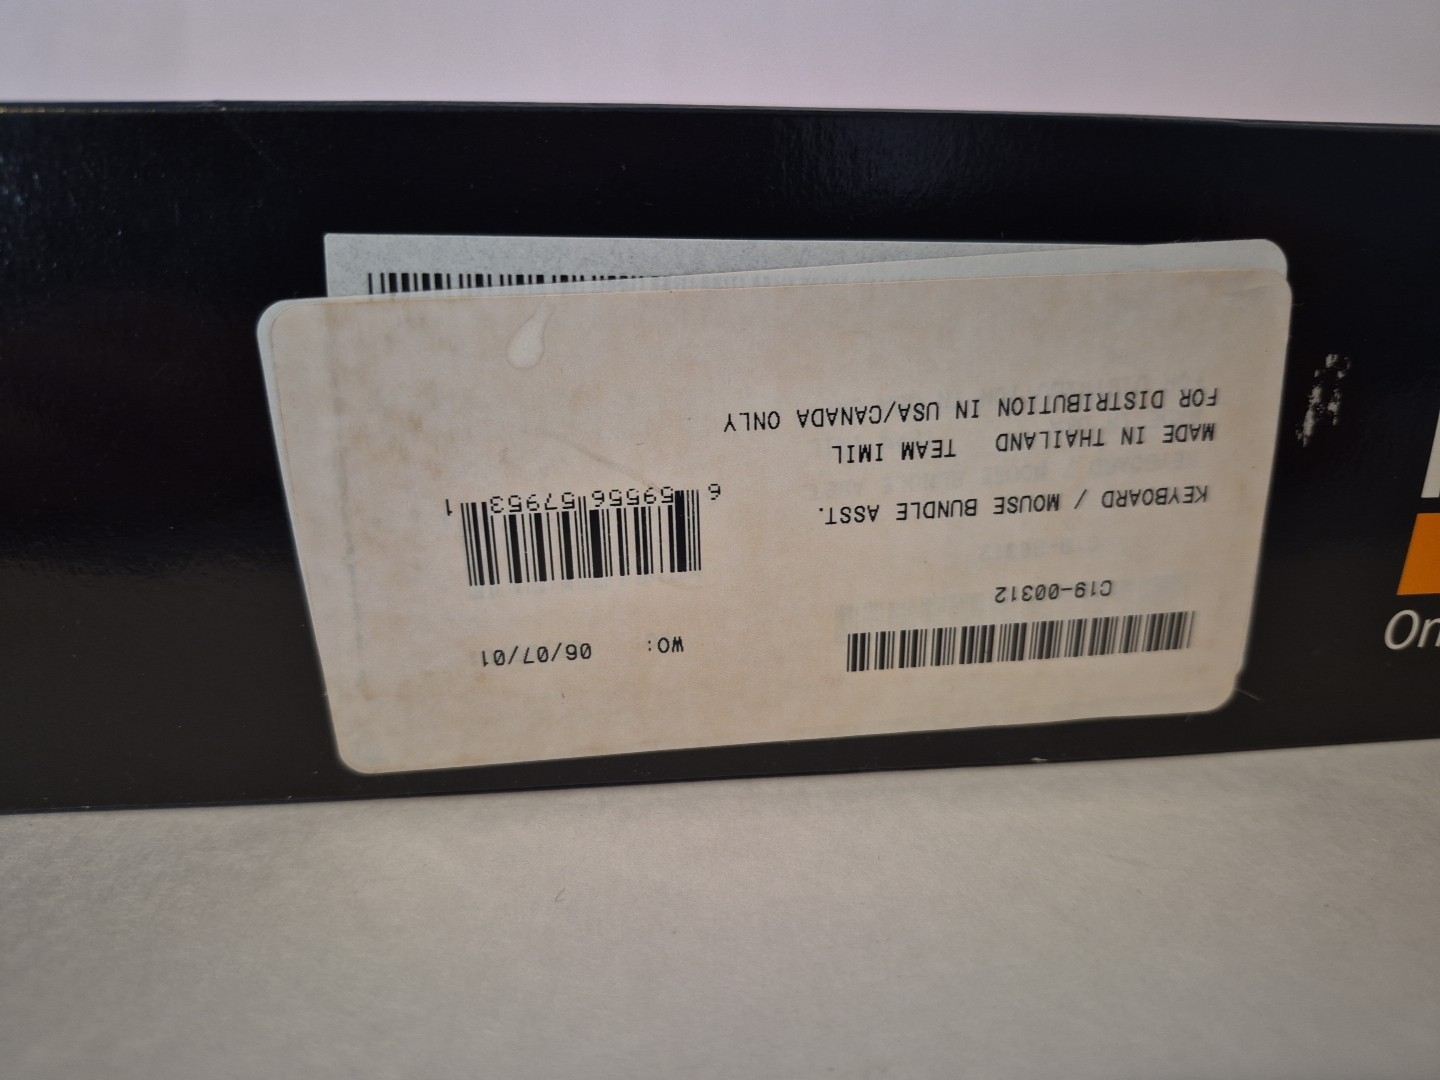 C19-00312
WO: 06/07/01
KEYBOARD / MOUSE BUNDLE ASST.
6 59556 57953 1
MADE IN THAILAND TEAM IMIL
FOR DISTRIBUTION IN USA/CANADA ONLY
On